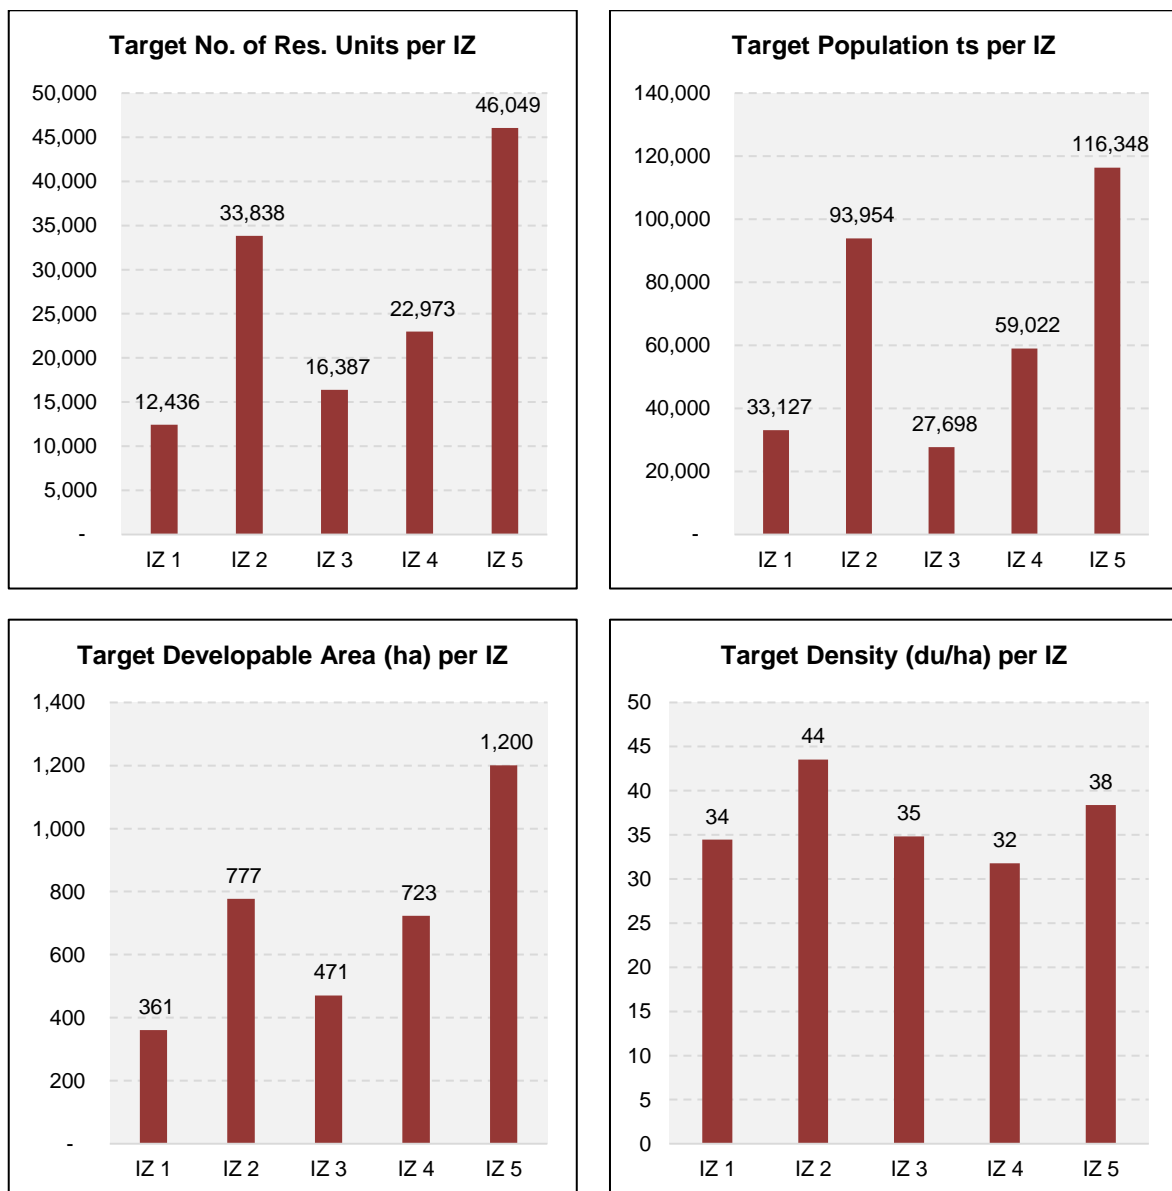 Target No. of Res. Units per IZ
50,000
45,000
40,000
35,000
30,000
25,000
20,000
15,000
10,000
5,000
-
12,436
33,838
16,387
22,973
46,049
IZ 1
IZ 2
IZ 3
IZ 4
IZ 5
Target Population ts per IZ
140,000
120,000
100,000
80,000
60,000
40,000
20,000
-
33,127
93,954
27,698
59,022
116,348
IZ 1
IZ 2
IZ 3
IZ 4
IZ 5
Target Developable Area (ha) per IZ
1,400
1,200
1,000
800
600
400
200
-
361
777
471
723
1,200
IZ 1
IZ 2
IZ 3
IZ 4
IZ 5
Target Density (du/ha) per IZ
50
45
40
35
30
25
20
15
10
5
0
34
44
35
32
38
IZ 1
IZ 2
IZ 3
IZ 4
IZ 5